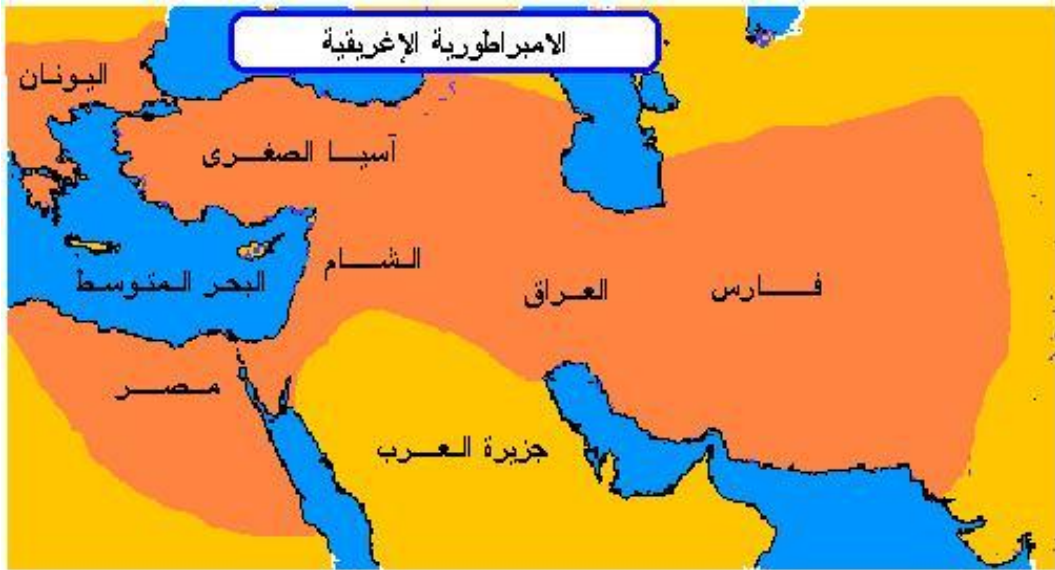 الامبراطورية الإغريقية
اليونان
آسيا الصغرى
الشام
البحر المتوسط
العراق
فارس
مصر
جزيرة العرب